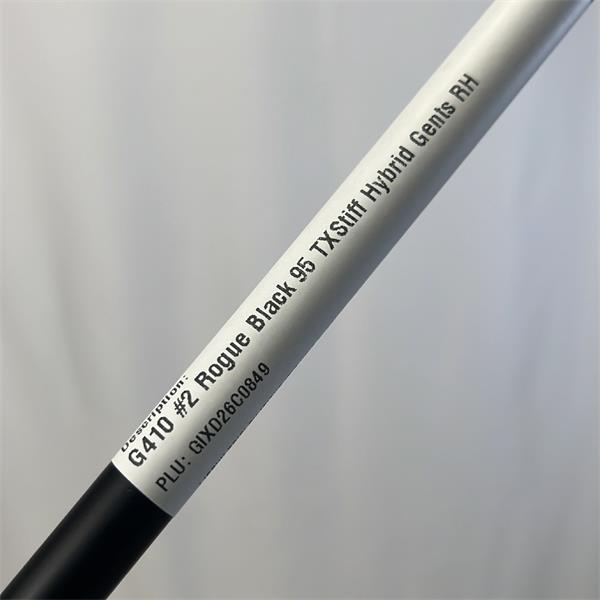 Description:
G410 #2 Rogue Black 95 TXStiff Hybrid Gents RH
PLU: GIXD26C0849